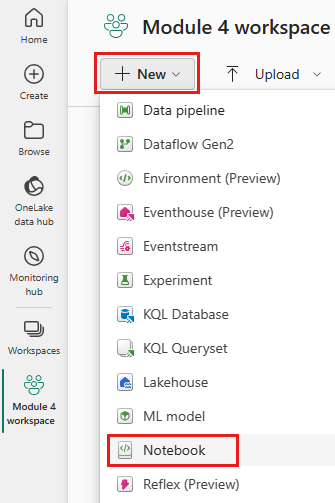 Home
Create
Browse
OneLake
data hub
Monitoring
hub
Workspaces
Module 4
workspace
Module 4 workspace
New
Upload
Data pipeline
Dataflow Gen2
Environment (Preview)
Eventhouse (Preview)
Eventstream
Experiment
KQL Database
KQL Queryset
Lakehouse
ML model
Notebook
Reflex (Preview)